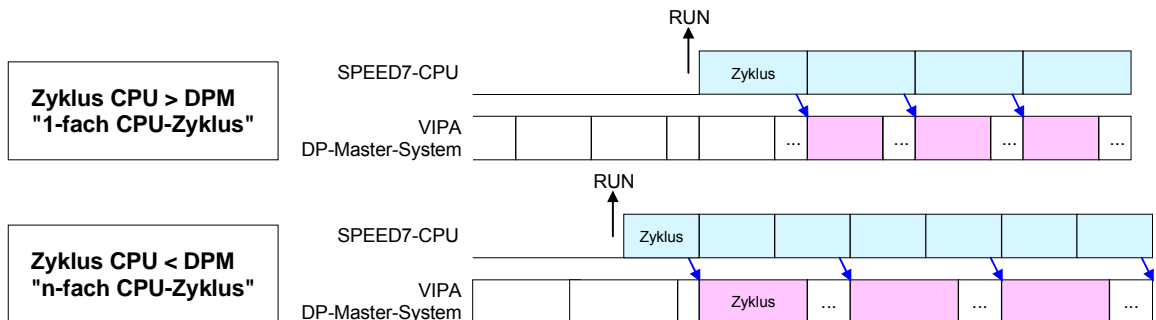 RUN
SPEED7-CPU
Zyklus
Zyklus CPU > DPM
"1-fach CPU-Zyklus"
VIPA
DP-Master-System
... ... ... ...
RUN
SPEED7-CPU
Zyklus
Zyklus CPU < DPM
"n-fach CPU-Zyklus"
VIPA
DP-Master-System
Zyklus ... ... ...